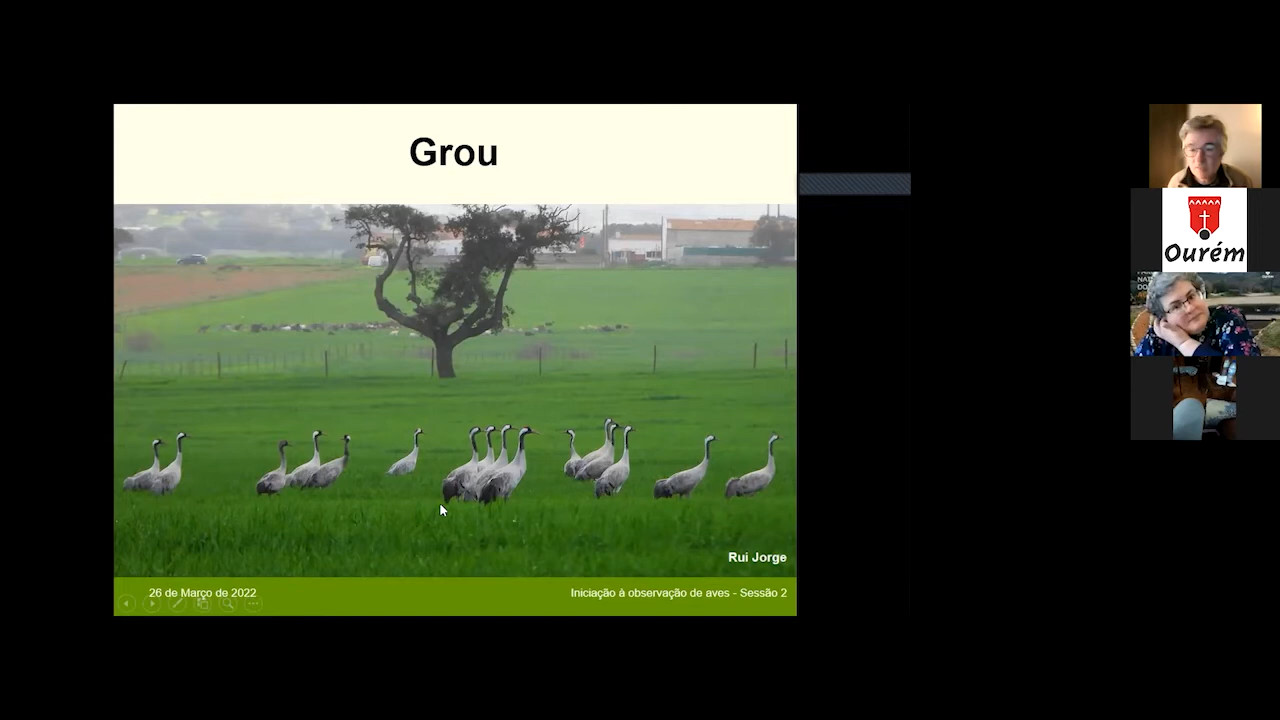 Grou
Rui Jorge
26 de Março de 2022
Iniciação à observação de aves - Sessão 2
Ourém